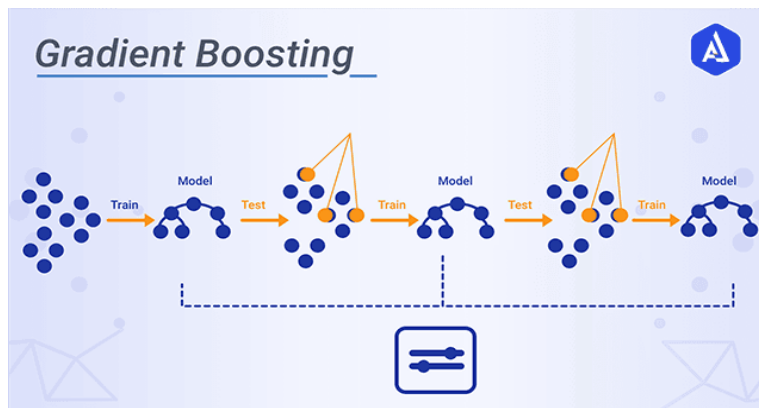 Gradient Boosting
Model
Model
Model
Train
Test
Train
Test
Train